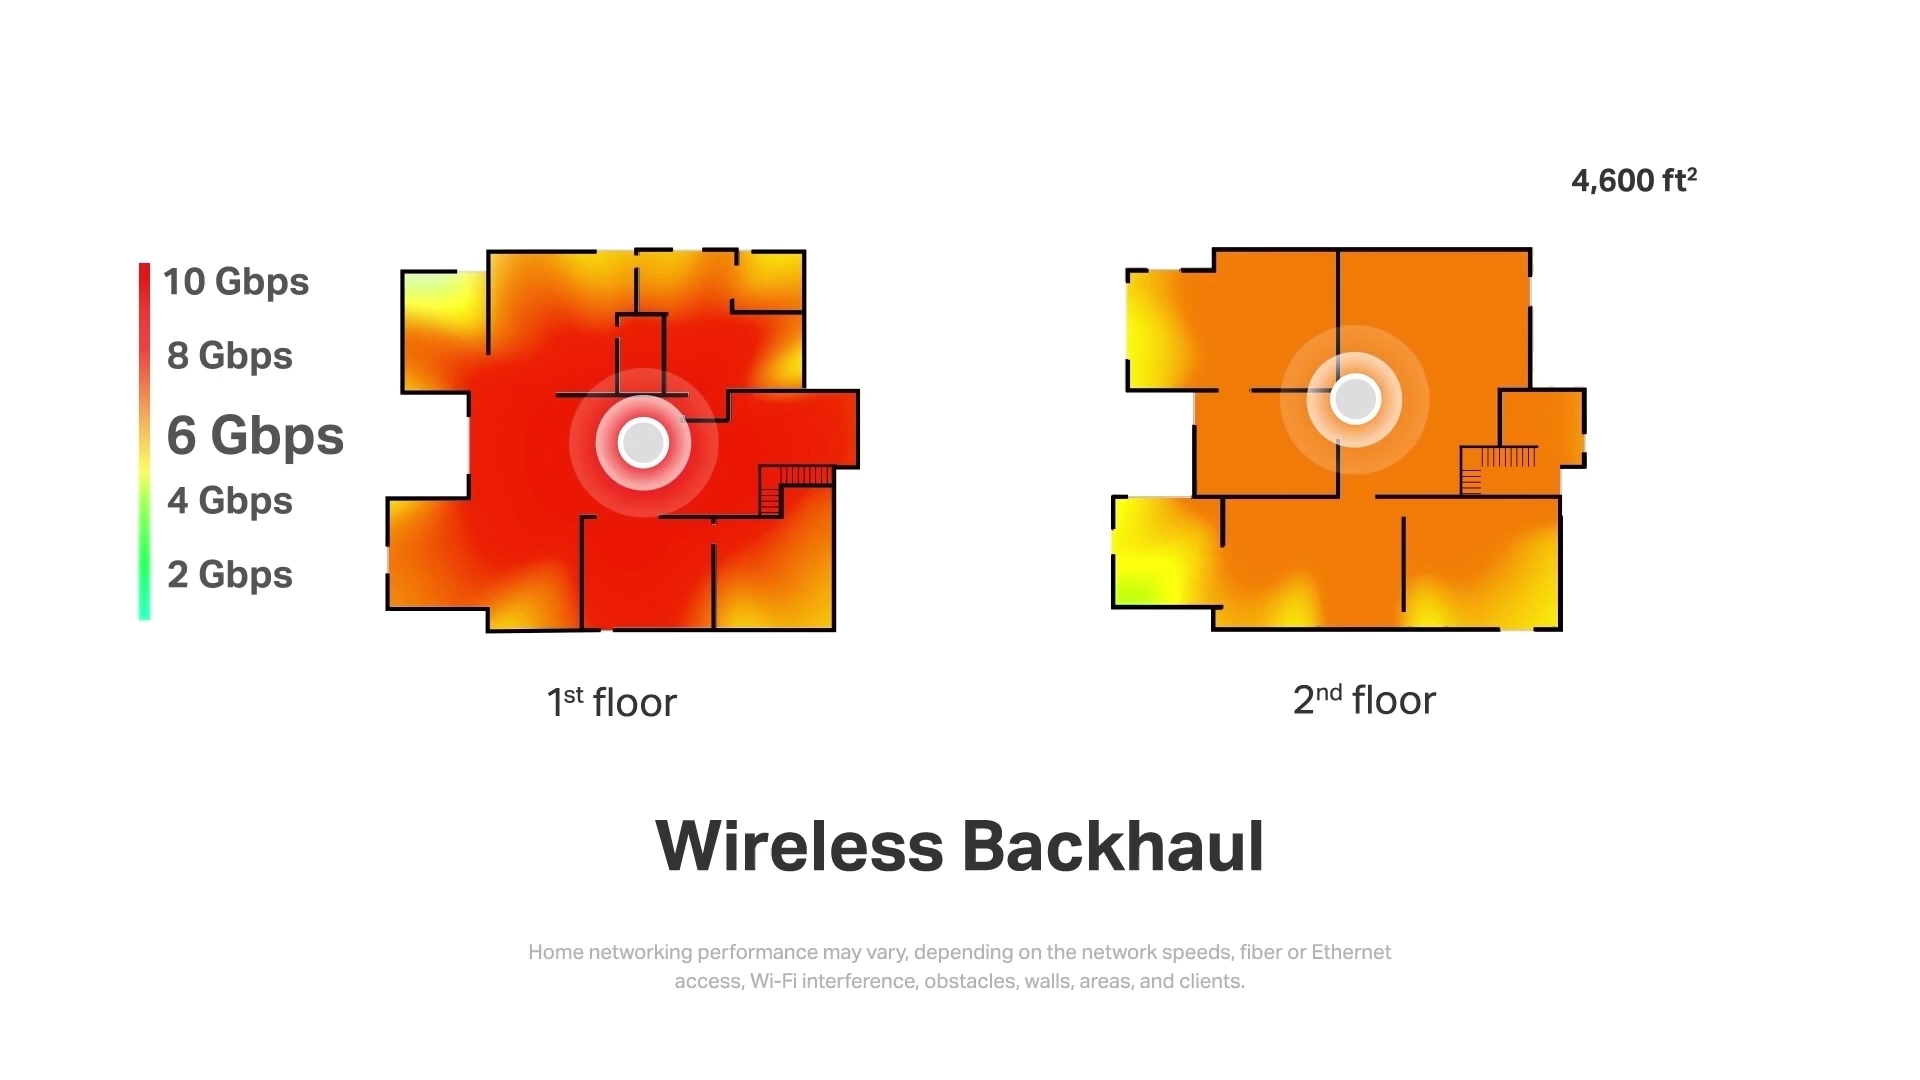 4,600 ft²
10 Gbps
8 Gbps
6 Gbps
4 Gbps
2 Gbps
1st floor
2nd floor
Wireless Backhaul
Home networking performance may vary, depending on the network speeds, fiber or Ethernet
access, Wi-Fi interference, obstacles, walls, areas, and clients.